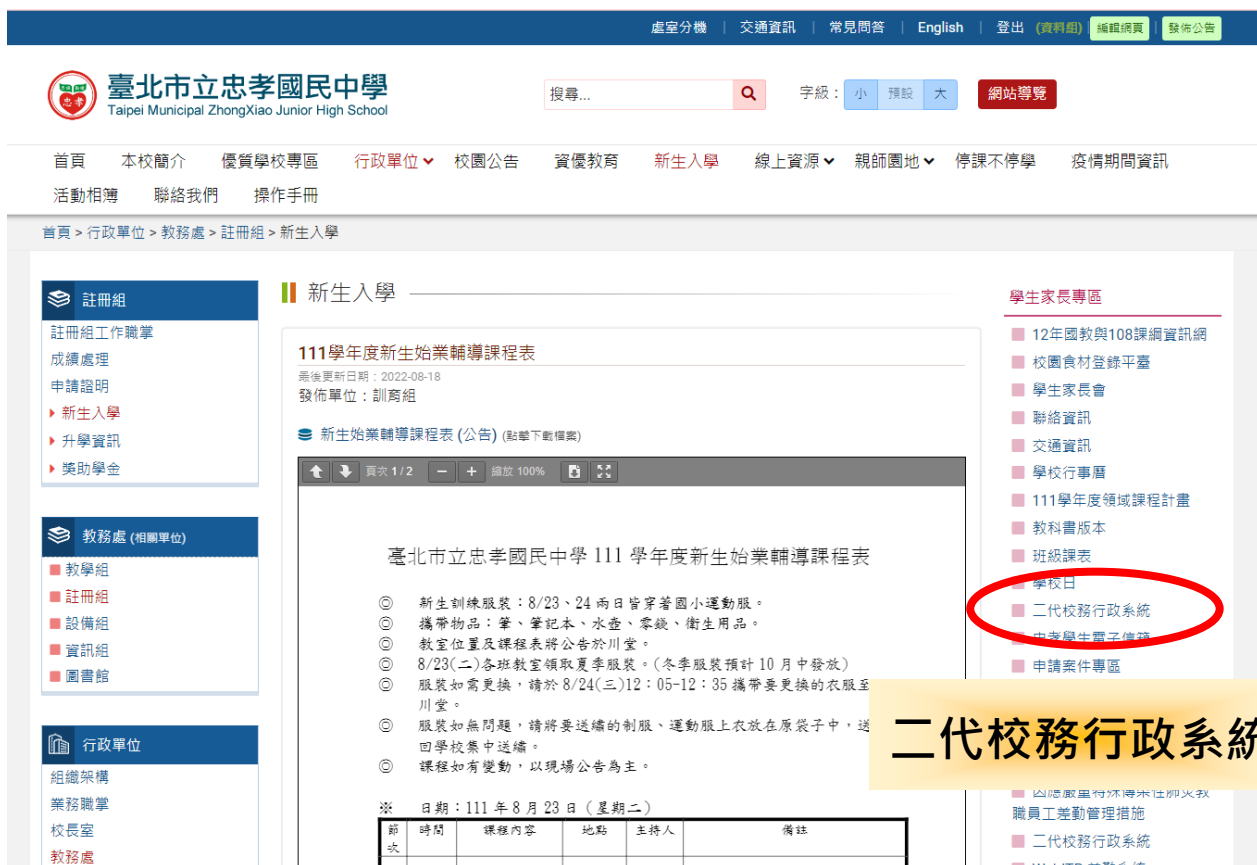 處室分機 | 交通資訊 | 常見問答 | English | 登出 (資料組) 編輯網頁 發佈公告
臺北市立忠孝國民中學
Taipei Municipal ZhongXiao Junior High School
搜尋...
字級：小 預設 大
網站導覽
首頁 本校簡介 優質學校專區 行政單位 校園公告 資優教育 新生入學 線上資源 親師園地 停課不停學 疫情期間資訊
活動相簿 聯絡我們 操作手冊
首頁 > 行政單位 > 教務處 > 註冊組 > 新生入學
註冊組
註冊組工作職掌
成績處理
申請證明
新生入學
升學資訊
獎助學金
教務處 (相關單位)
教學組
註冊組
設備組
資訊組
圖書館
行政單位
組織架構
業務職掌
校長室
教務處
新生入學
111學年度新生始業輔導課程表
最後更新日期：2022-08-18
發佈單位：訓育組
新生始業輔導課程表 (公告) (點擊下載檔案)
頁次 1 / 2 縮放 100%
臺北市立忠孝國民中學 111 學年度新生始業輔導課程表
◎ 新生訓練服裝：8/23、24 兩日皆穿著國小運動服。
◎ 攜帶物品：筆、筆記本、水壺、零錢、衛生用品。
◎ 教室位置及課程表將公告於川堂。
◎ 8/23(二)各班教室領取夏季服裝。(冬季服裝預計 10 月中發放)
◎ 服裝如需更換，請於 8/24(三)12：05-12：35 攜帶要更換的衣服至
川堂。
◎ 服裝如無問題，請將要送繡的制服、運動服上衣放在原袋子中，送
回學校集中送繡。
◎ 課程如有變動，以現場公告為主。
※ 日期：111 年 8 月 23 日（星期二）
節次 時間 課程內容 地點 主持人 備註
學生家長專區
12年國教與108課綱資訊網
校園食材登錄平臺
學生家長會
聯絡資訊
交通資訊
學校行事曆
111學年度領域課程計畫
教科書版本
班級課表
學校日
二代校務行政系統
忠孝學生電子信箱
申請案件專區
二代校務行政系統
因應嚴重特殊傳染性肺炎教
職員工差勤管理措施
二代校務行政系統